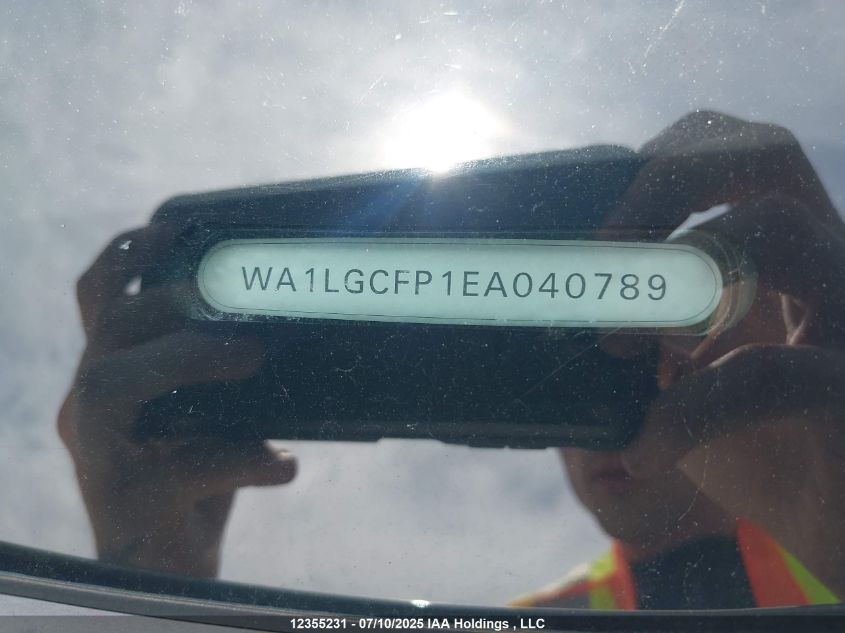 WA1LGCFP1EA040789
12355231 - 07/10/2025 IAA Holdings , LLC